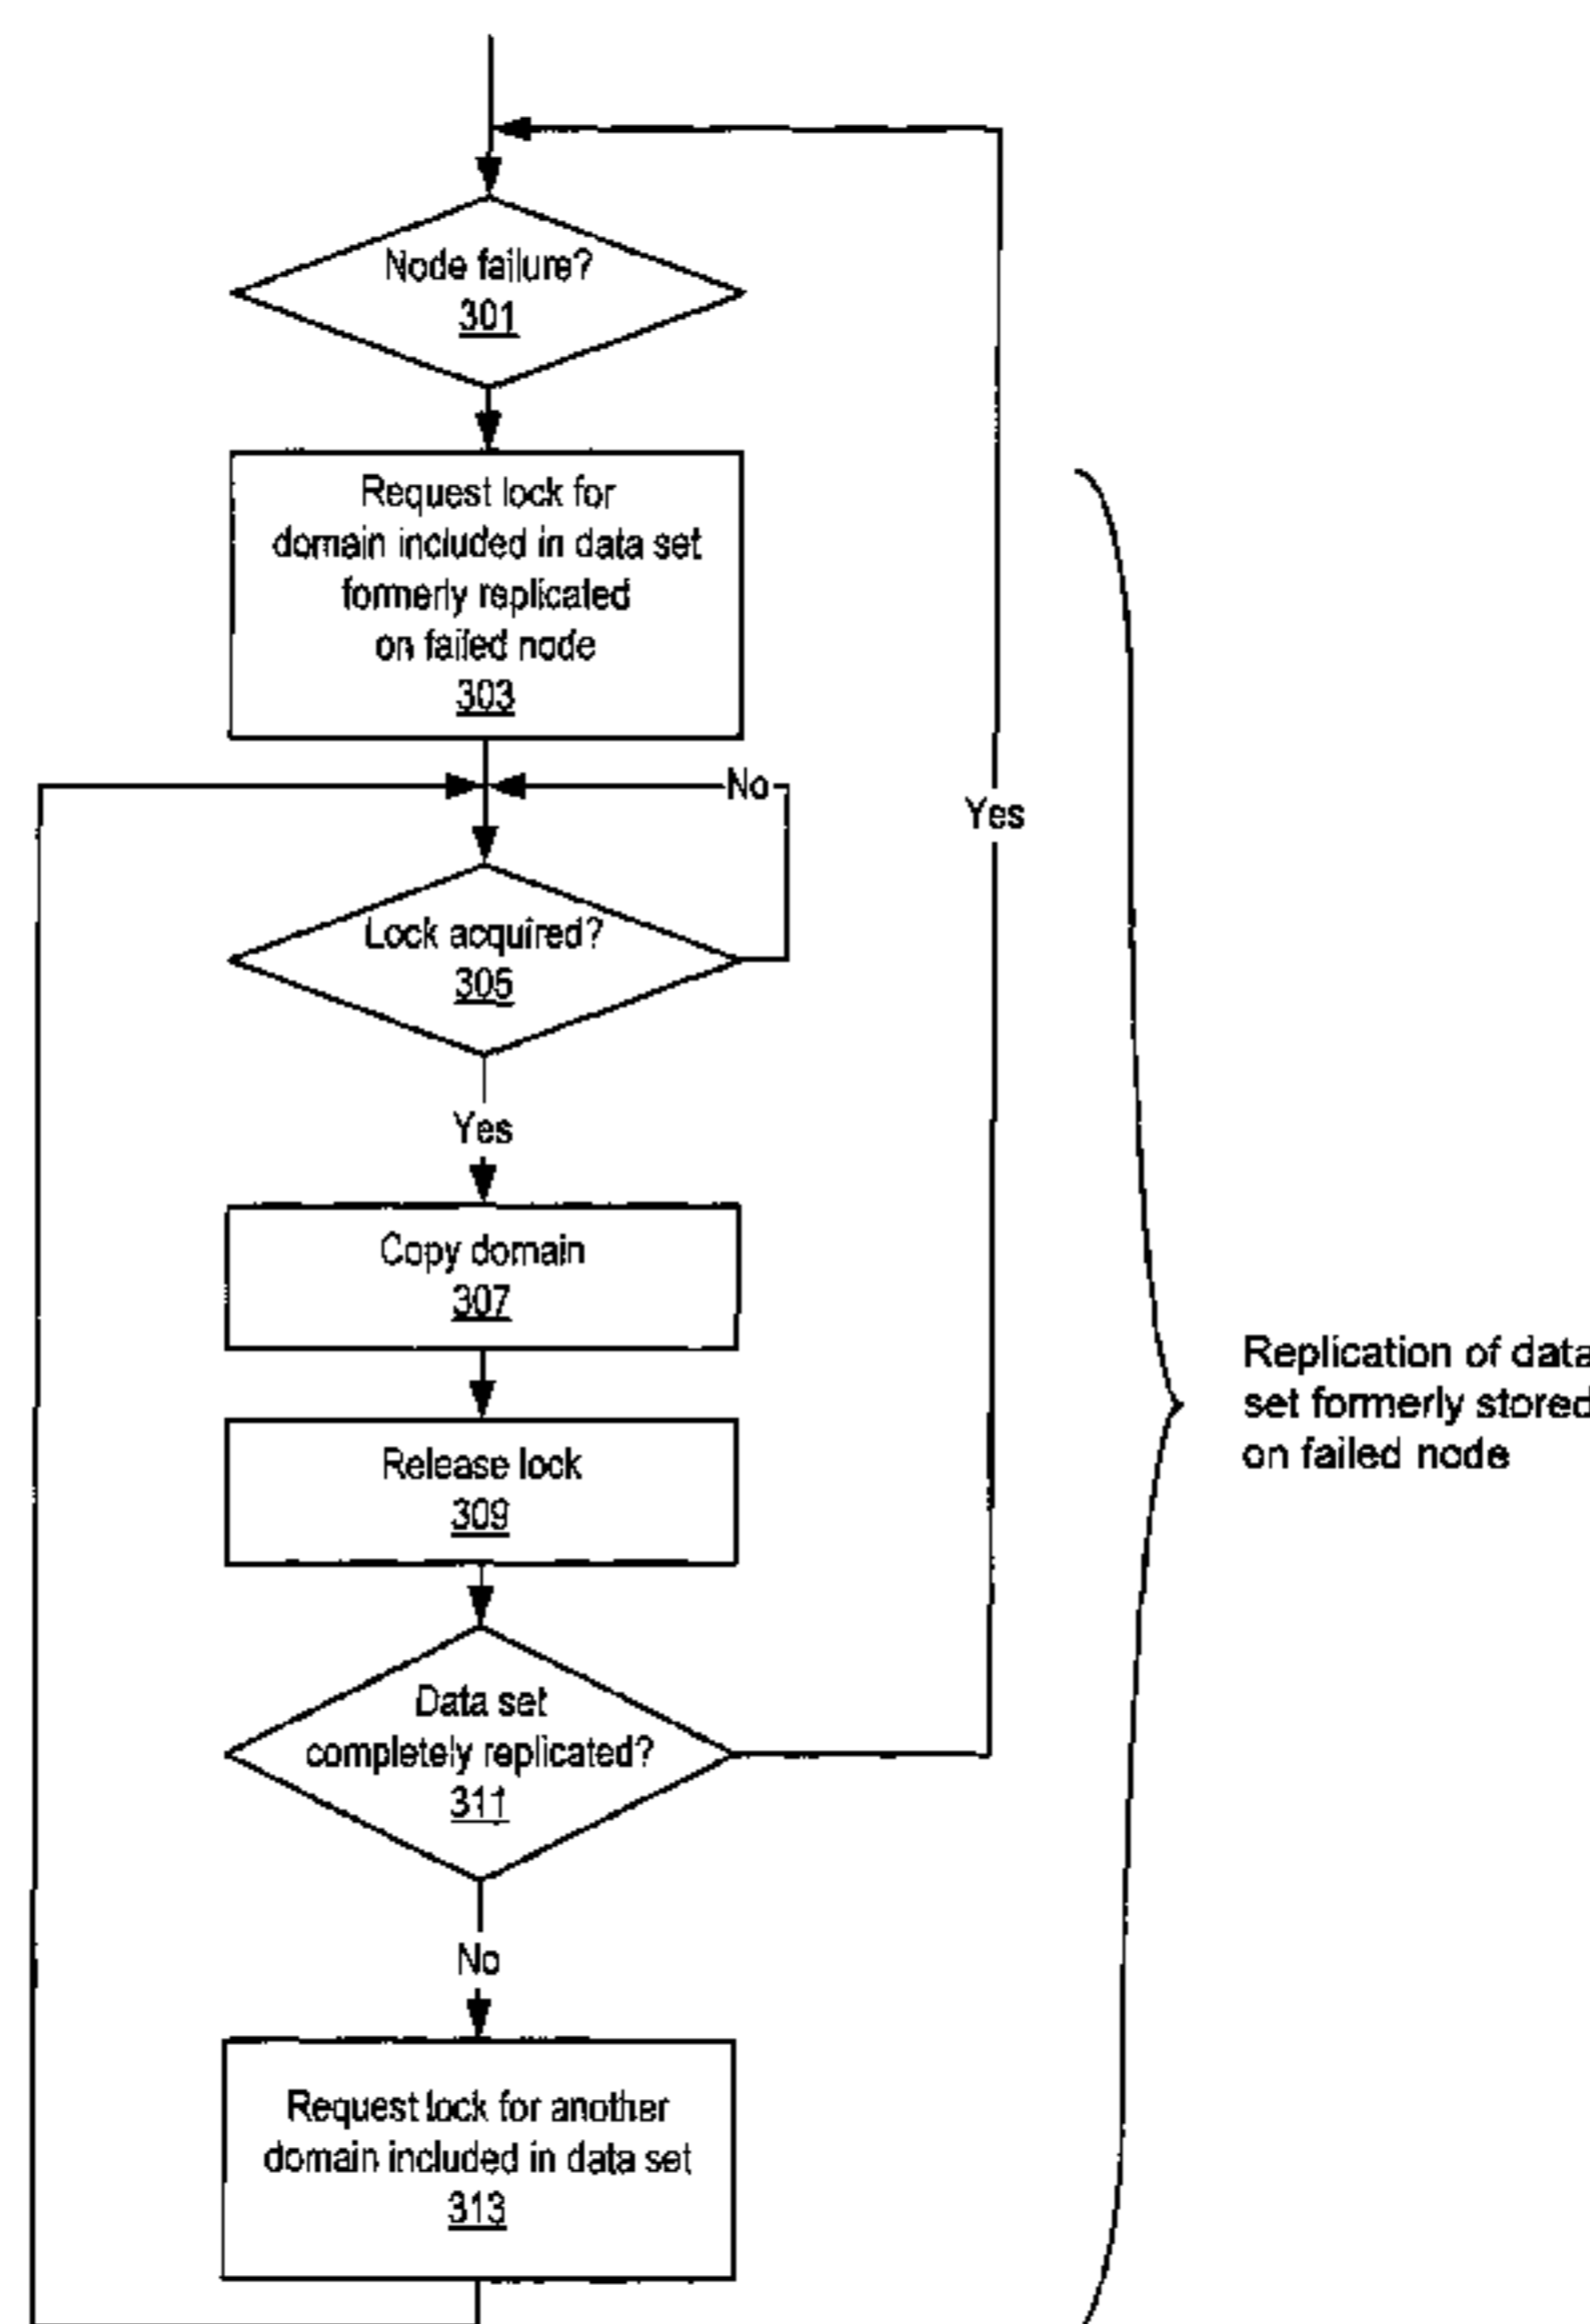 Node failure?
301
Request lock for
domain included in data set
formerly replicated
on failed node
303
No
Yes
Lock acquired?
305
Yes
Copy domain
307
Replication of data
set formerly stored
on failed node
Release lock
309
Data set
completely replicated?
311
No
Request lock for another
domain included in data set
313